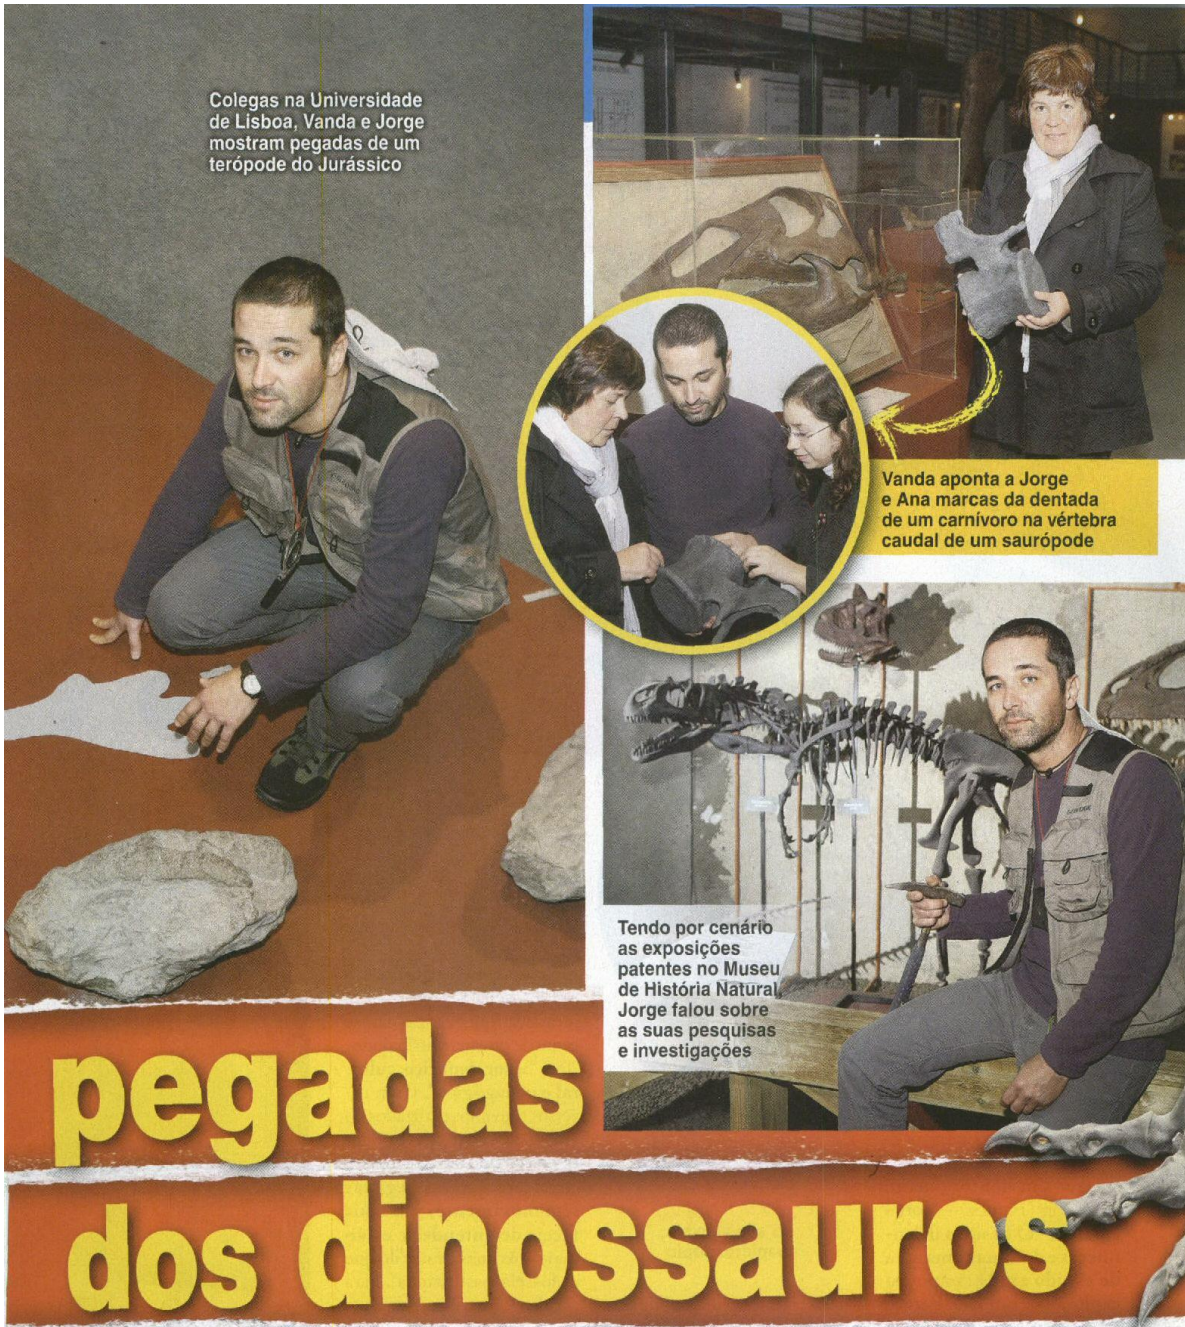 Colegas na Universidade
de Lisboa, Vanda e Jorge
mostram pegadas de um
terópode do Jurássico
Vanda aponta a Jorge
e Ana marcas da dentada
de um carnívoro na vértebra
caudal de um saurópode
Tendo por cenário
as exposições
patentes no Museu
de História Natural,
Jorge falou sobre
as suas pesquisas
e investigações
pegadas
dos dinossauros